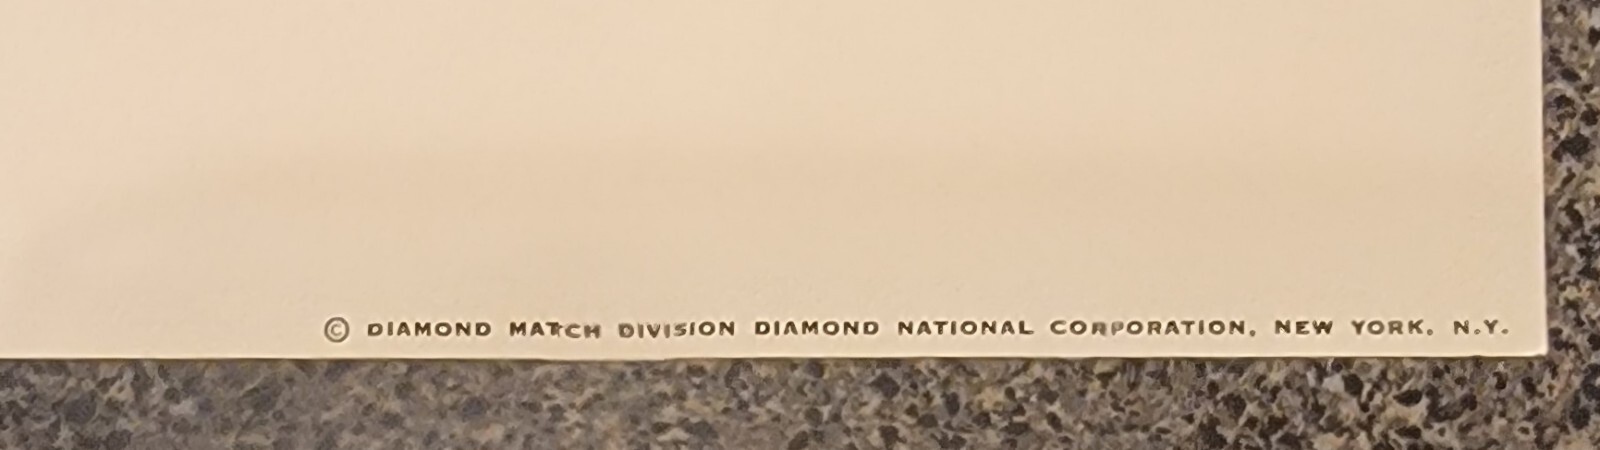 © DIAMOND MATCH DIVISION DIAMOND NATIONAL CORPORATION, NEW YORK, N.Y.